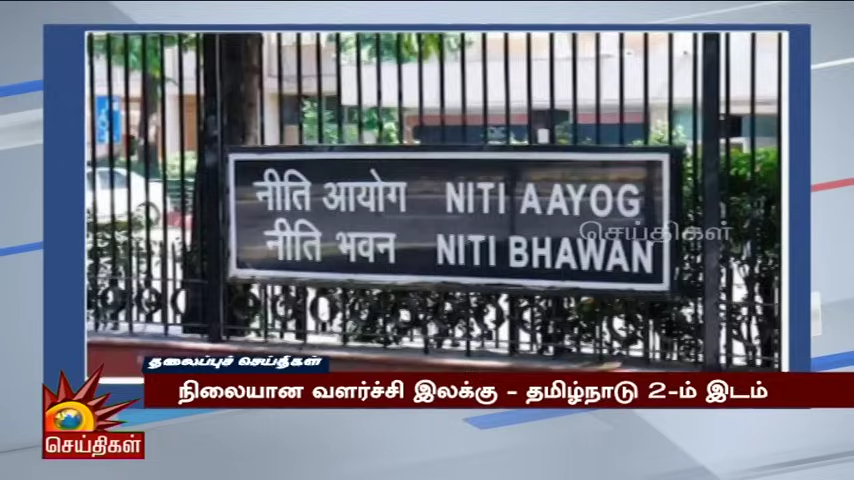 नीति आयोग NITI AAYOG
नीति भवन NITI BHAWAN
செய்திகள்
தலைப்புச் செய்திகள்
நிலையான வளர்ச்சி இலக்கு - தமிழ்நாடு 2-ம் இடம்
செய்திகள்